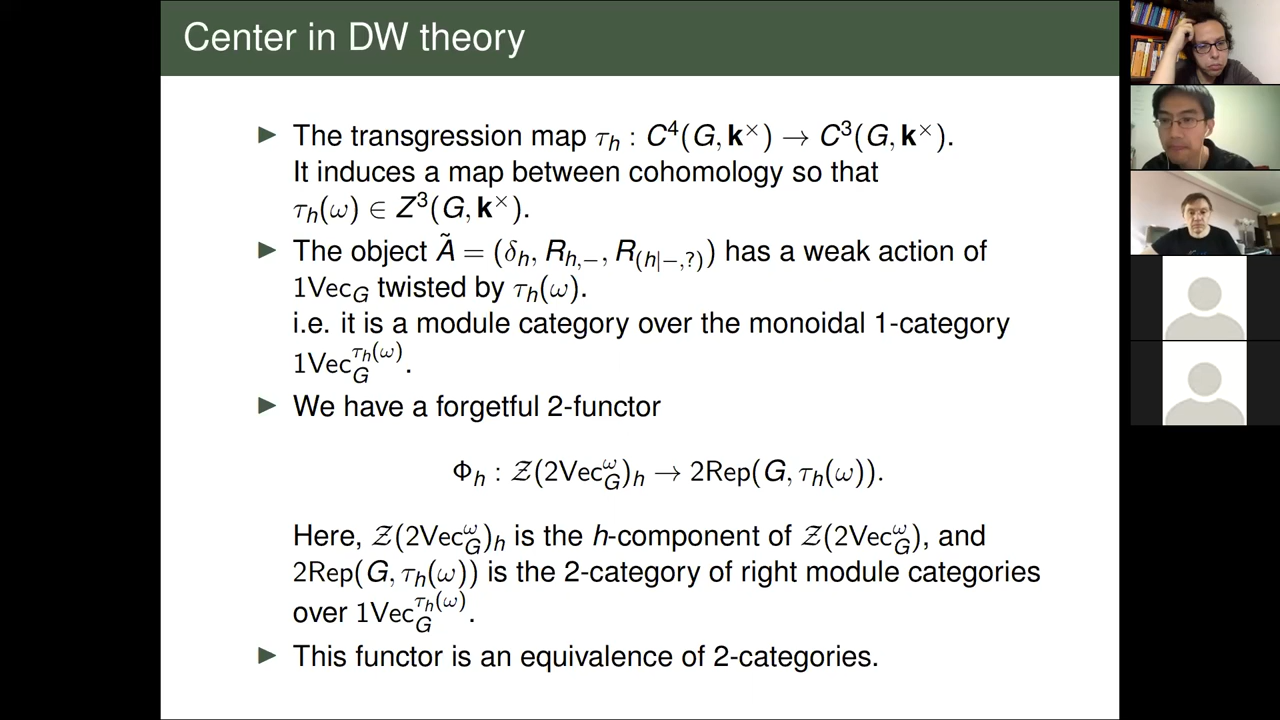 Center in DW theory
▶ The transgression map τ_h : C⁴(G, k^×) → C³(G, k^×).
It induces a map between cohomology so that
τ_h(ω) ∈ Z³(G, k^×).
▶ The object Ã = (δ_h, R_{h,−}, R_{(h|−,?)}) has a weak action of
1Vec_G twisted by τ_h(ω).
i.e. it is a module category over the monoidal 1-category
1Vec_G^{τ_h(ω)}.
▶ We have a forgetful 2-functor
Φ_h : 𝒵(2Vec_G^ω)_h → 2Rep(G, τ_h(ω)).
Here, 𝒵(2Vec_G^ω)_h is the h-component of 𝒵(2Vec_G^ω), and
2Rep(G, τ_h(ω)) is the 2-category of right module categories
over 1Vec_G^{τ_h(ω)}.
▶ This functor is an equivalence of 2-categories.